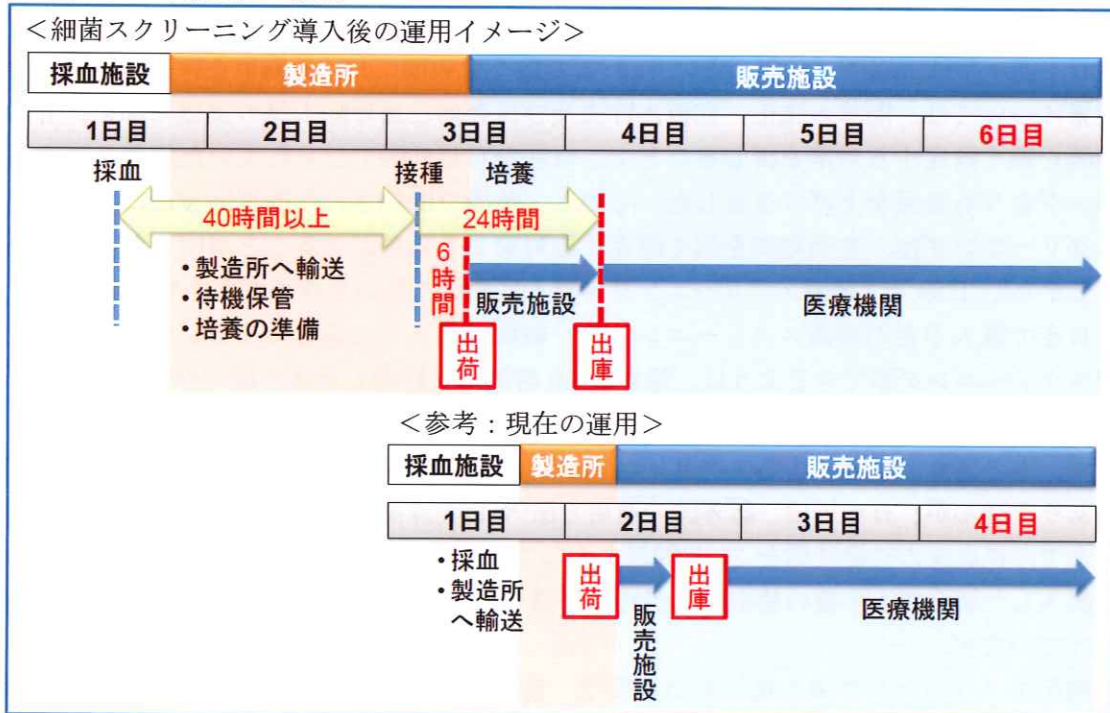 ＜細菌スクリーニング導入後の運用イメージ＞
採血施設 製造所 販売施設
1日目 2日目 3日目 4日目 5日目 6日目
採血 接種 培養
40時間以上 24時間
・製造所へ輸送
・待機保管
・培養の準備
6時間
販売施設
医療機関
出荷
出庫
＜参考：現在の運用＞
採血施設 製造所 販売施設
1日目 2日目 3日目 4日目
・採血
・製造所
へ輸送
出荷
販売施設
出庫
医療機関